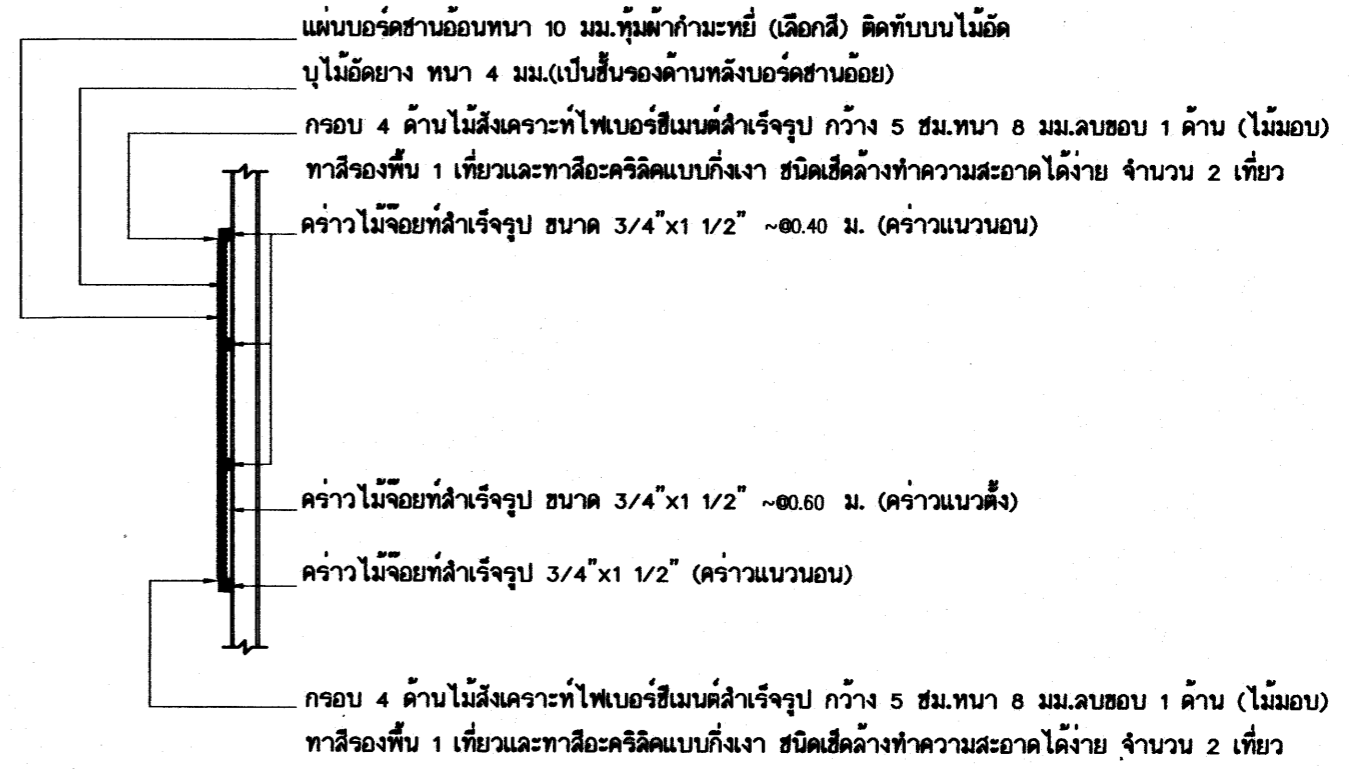 แผ่นบอร์ดชานอ้อนหนา 10 มม.หุ้มผ้ากำมะหยี่ (เลือกสี) ติดทับบนไม้อัด
บุไม้อัดยาง หนา 4 มม.(เป็นชั้นรองด้านหลังบอร์ดชานอ้อย)
กรอบ 4 ด้านไม้สังเคราะห์ไฟเบอร์ซีเมนต์สำเร็จรูป กว้าง 5 ซม.หนา 8 มม.ลบขอบ 1 ด้าน (ไม้มอบ)
ทาสีรองพื้น 1 เที่ยวและทาสีอะคริลิคแบบกึ่งเงา ชนิดเช็ดล้างทำความสะอาดได้ง่าย จำนวน 2 เที่ยว
คร่าวไม้จ๊อยท์สำเร็จรูป ขนาด 3/4"x1 1/2" ~@0.40 ม. (คร่าวแนวนอน)
คร่าวไม้จ๊อยท์สำเร็จรูป ขนาด 3/4"x1 1/2" ~@0.60 ม. (คร่าวแนวตั้ง)
คร่าวไม้จ๊อยท์สำเร็จรูป 3/4"x1 1/2" (คร่าวแนวนอน)
กรอบ 4 ด้านไม้สังเคราะห์ไฟเบอร์ซีเมนต์สำเร็จรูป กว้าง 5 ซม.หนา 8 มม.ลบขอบ 1 ด้าน (ไม้มอบ)
ทาสีรองพื้น 1 เที่ยวและทาสีอะคริลิคแบบกึ่งเงา ชนิดเช็ดล้างทำความสะอาดได้ง่าย จำนวน 2 เที่ยว